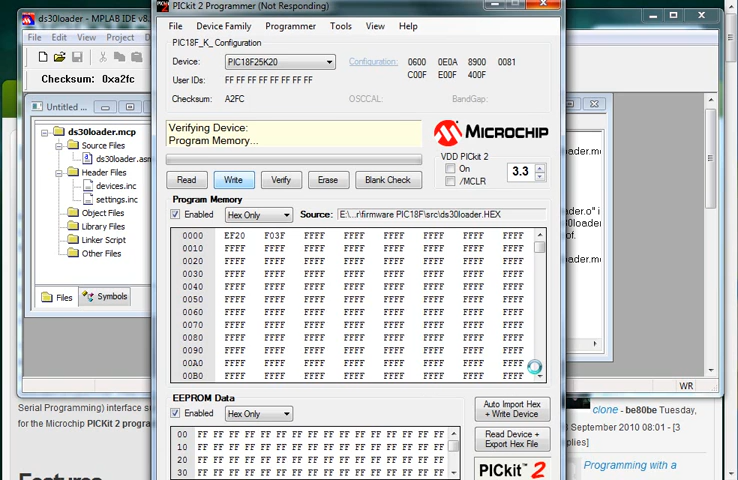 ds30loader - MPLAB IDE v8.
PICkit 2 Programmer (Not Responding)
File Edit View Project
Checksum: 0xa2fc
Untitled ...
ds30loader.mcp
Source Files
ds30loader.asm
Header Files
devices.inc
settings.inc
Object Files
Library Files
Linker Script
Other Files
Files
Symbols
File Device Family Programmer Tools View Help
PIC18F_K_ Configuration
Device: PIC18F25K20 Configuration: 0600 0E0A 8900 0081
User IDs: FF FF FF FF FF FF FF FF C00F E00F 400F
Checksum: A2FC OSCCAL: BandGap:
Verifying Device:
Program Memory...
MICROCHIP
VDD PICkit 2
On
/MCLR
3.3
Read Write Verify Erase Blank Check
Program Memory
Enabled Hex Only Source: E:\...r\firmware PIC18F\src\ds30loader.HEX
0000 EF20 F03F FFFF FFFF FFFF FFFF FFFF FFFF
0010 FFFF FFFF FFFF FFFF FFFF FFFF FFFF FFFF
0020 FFFF FFFF FFFF FFFF FFFF FFFF FFFF FFFF
0030 FFFF FFFF FFFF FFFF FFFF FFFF FFFF FFFF
0040 FFFF FFFF FFFF FFFF FFFF FFFF FFFF FFFF
0050 FFFF FFFF FFFF FFFF FFFF FFFF FFFF FFFF
0060 FFFF FFFF FFFF FFFF FFFF FFFF FFFF FFFF
0070 FFFF FFFF FFFF FFFF FFFF FFFF FFFF FFFF
0080 FFFF FFFF FFFF FFFF FFFF FFFF FFFF FFFF
0090 FFFF FFFF FFFF FFFF FFFF FFFF FFFF FFFF
00A0 FFFF FFFF FFFF FFFF FFFF FFFF FFFF FFFF
00B0 FFFF FFFF FFFF FFFF FFFF FFFF FFFF FFFF
EEPROM Data
Enabled Hex Only
00 FF FF FF FF FF FF FF FF FF FF FF FF FF FF FF FF
10 FF FF FF FF FF FF FF FF FF FF FF FF FF FF FF FF
20 FF FF FF FF FF FF FF FF FF FF FF FF FF FF FF FF
30 FF FF FF FF FF FF FF FF FF FF FF FF FF FF FF FF
Auto Import Hex
+ Write Device
Read Device +
Export Hex File
PICkit™ 2
oader.mc
oader.o" i
0loader.
of.
oader.mc
WR
Serial Programming) interface s
for the Microchip PICKit 2 progra
Features
clone - be80be Tuesday,
September 2010 08:01 - [3
plies]
Programming with a